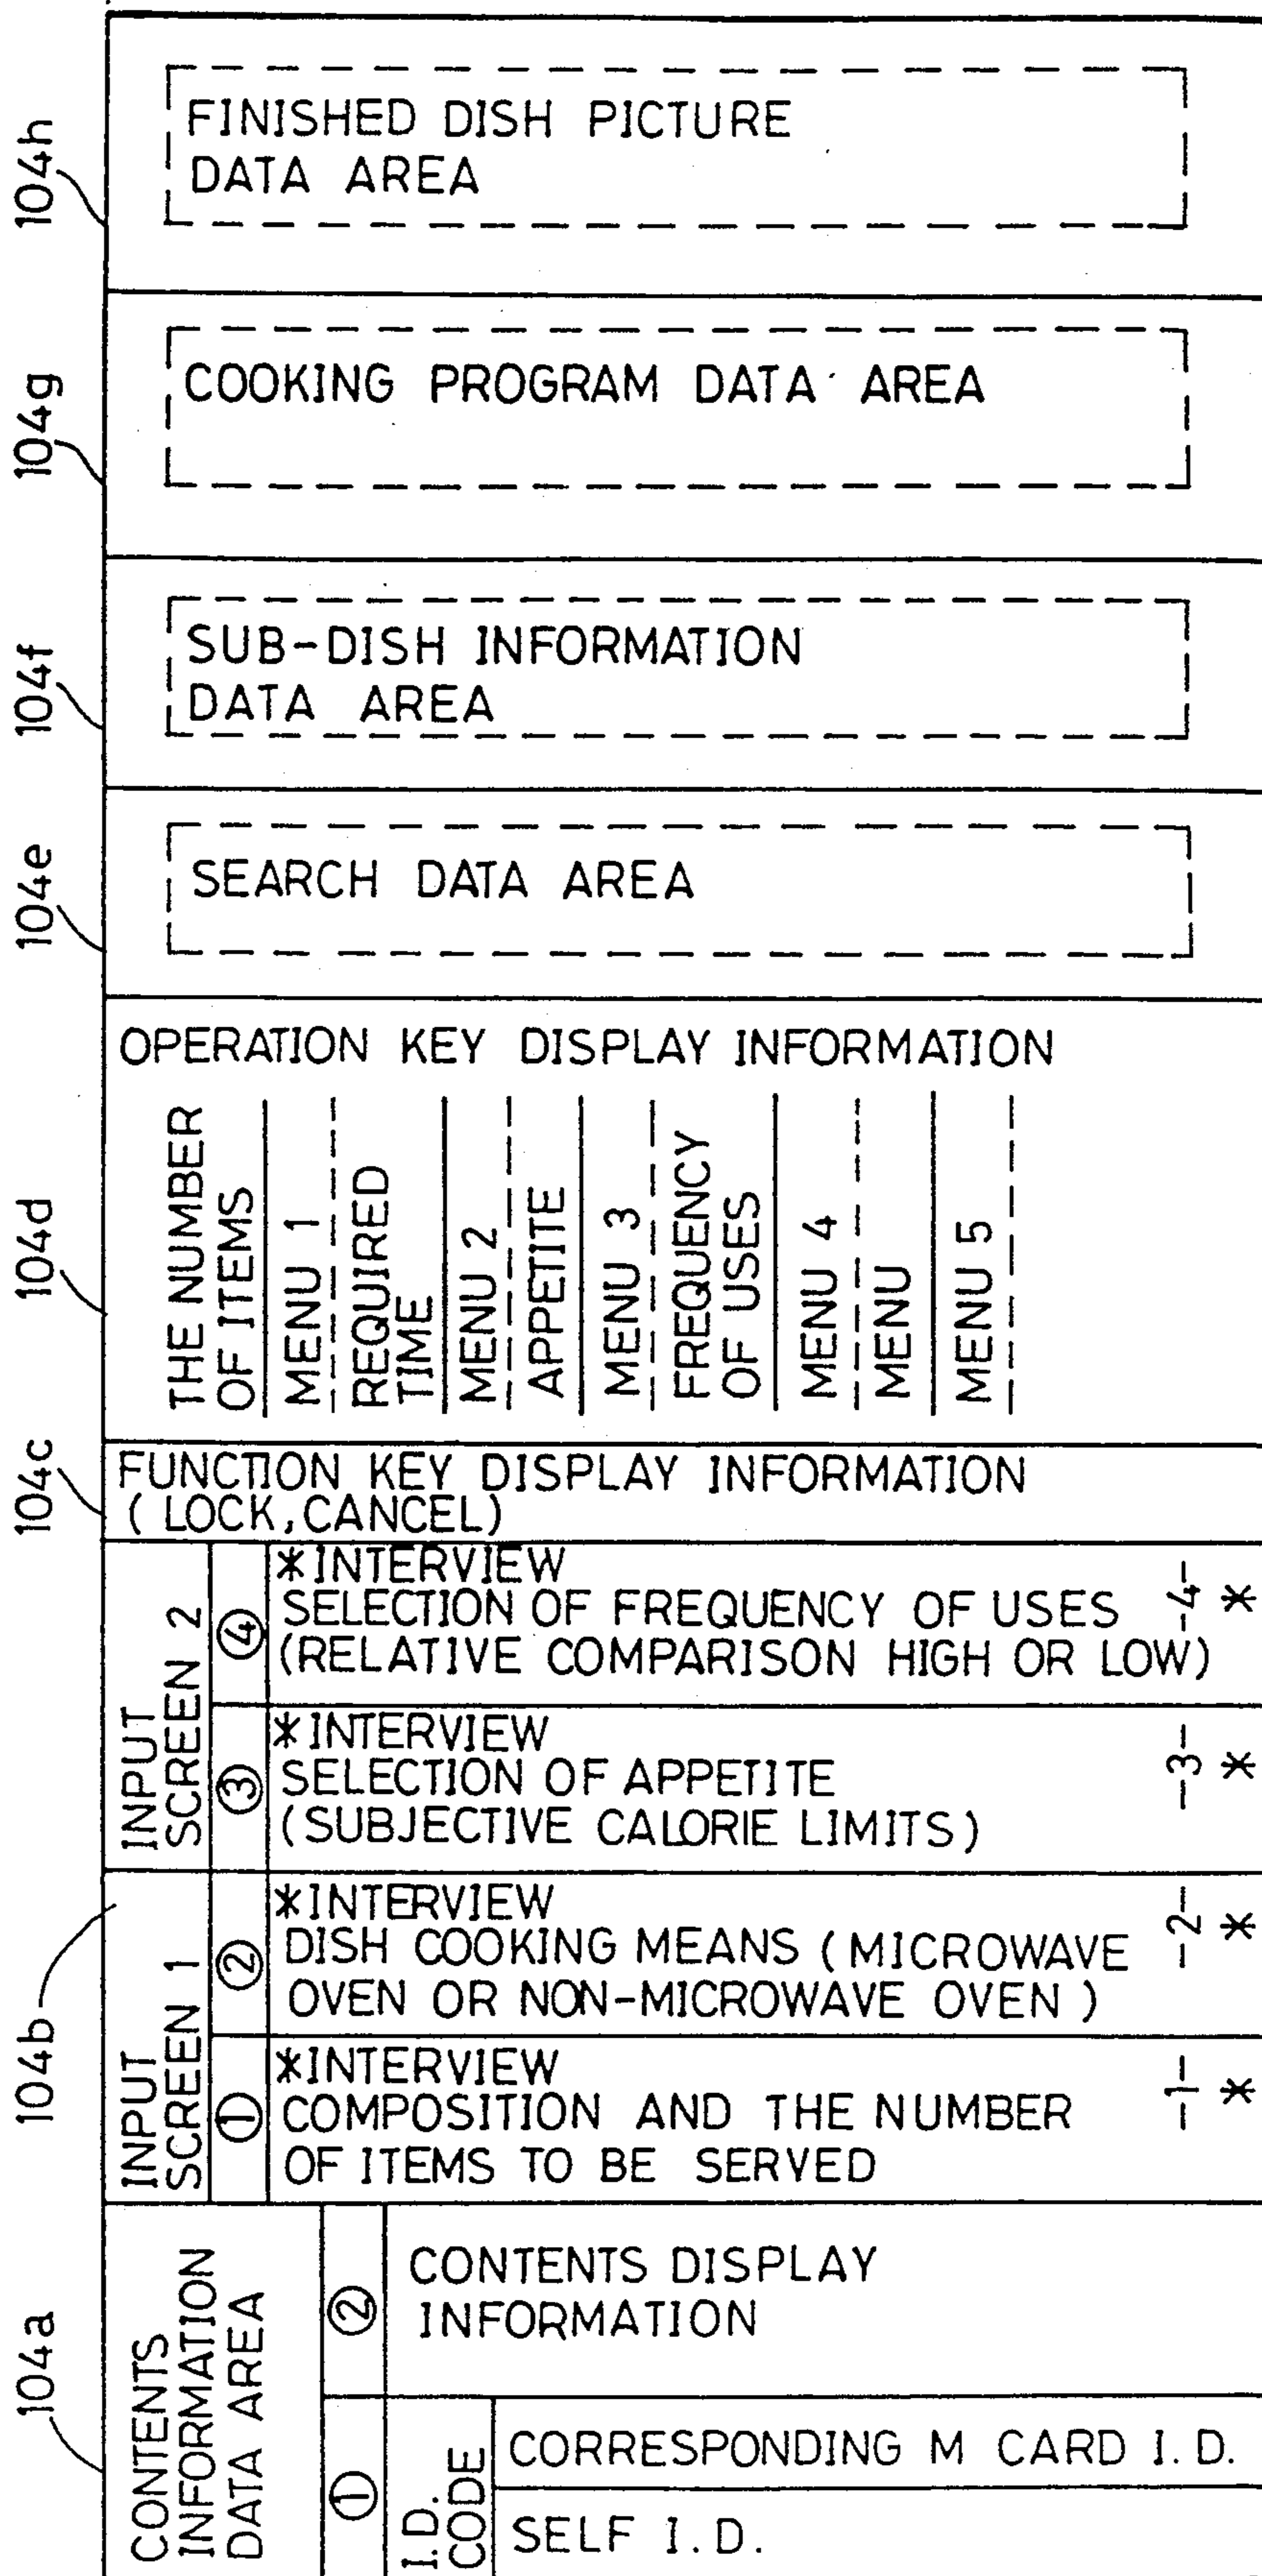 104h
FINISHED DISH PICTURE
DATA AREA
104g
COOKING PROGRAM DATA AREA
104f
SUB-DISH INFORMATION
DATA AREA
104e
SEARCH DATA AREA
104d
OPERATION KEY DISPLAY INFORMATION
THE NUMBER
OF ITEMS
MENU 1
REQUIRED
TIME
MENU 2
APPETITE
MENU 3
FREQUENCY
OF USES
MENU 4
MENU
MENU 5
104c
FUNCTION KEY DISPLAY INFORMATION
(LOCK,CANCEL)
104b
INPUT
SCREEN 2
④
*INTERVIEW
SELECTION OF FREQUENCY OF USES
(RELATIVE COMPARISON HIGH OR LOW)
-4-
*
③
*INTERVIEW
SELECTION OF APPETITE
(SUBJECTIVE CALORIE LIMITS)
-3-
*
INPUT
SCREEN 1
②
*INTERVIEW
DISH COOKING MEANS (MICROWAVE
OVEN OR NON-MICROWAVE OVEN)
-2-
*
①
*INTERVIEW
COMPOSITION AND THE NUMBER
OF ITEMS TO BE SERVED
-1-
*
104a
CONTENTS
INFORMATION
DATA AREA
②
CONTENTS DISPLAY
INFORMATION
①
I.D.
CODE
CORRESPONDING M CARD I.D.
SELF I.D.